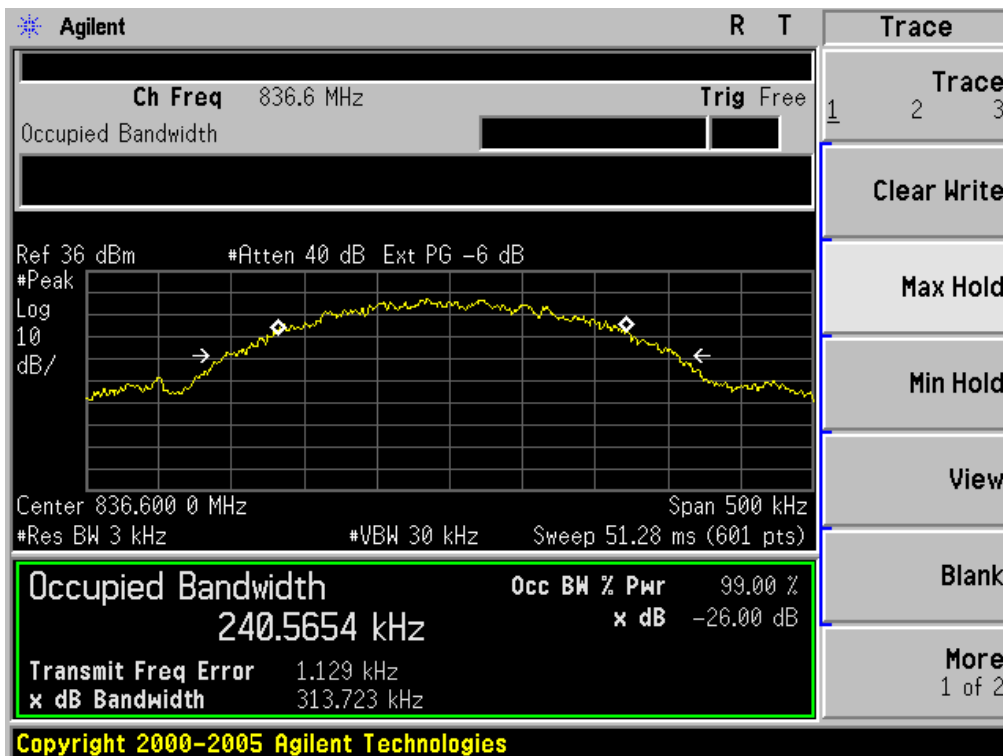 Agilent R T
Ch Freq 836.6 MHz Trig Free
Occupied Bandwidth
Ref 36 dBm #Atten 40 dB Ext PG -6 dB
#Peak
Log
10
dB/
Center 836.600 0 MHz Span 500 kHz
#Res BW 3 kHz #VBW 30 kHz Sweep 51.28 ms (601 pts)
Occupied Bandwidth
240.5654 kHz
Occ BW % Pwr 99.00 %
x dB -26.00 dB
Transmit Freq Error 1.129 kHz
x dB Bandwidth 313.723 kHz
Copyright 2000-2005 Agilent Technologies
Trace
Trace
1 2 3
Clear Write
Max Hold
Min Hold
View
Blank
More
1 of 2